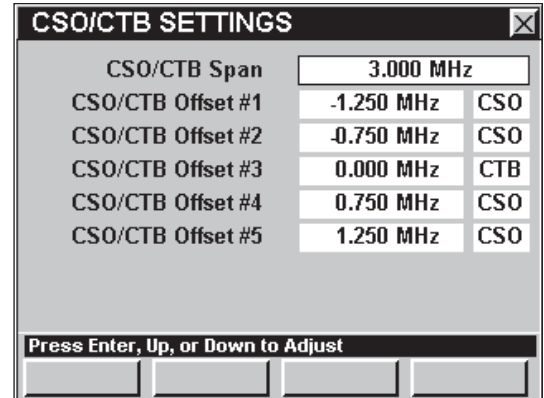 CSO/CTB SETTINGS
CSO/CTB Span 3.000 MHz
CSO/CTB Offset #1 -1.250 MHz CSO
CSO/CTB Offset #2 -0.750 MHz CSO
CSO/CTB Offset #3 0.000 MHz CTB
CSO/CTB Offset #4 0.750 MHz CSO
CSO/CTB Offset #5 1.250 MHz CSO
Press Enter, Up, or Down to Adjust